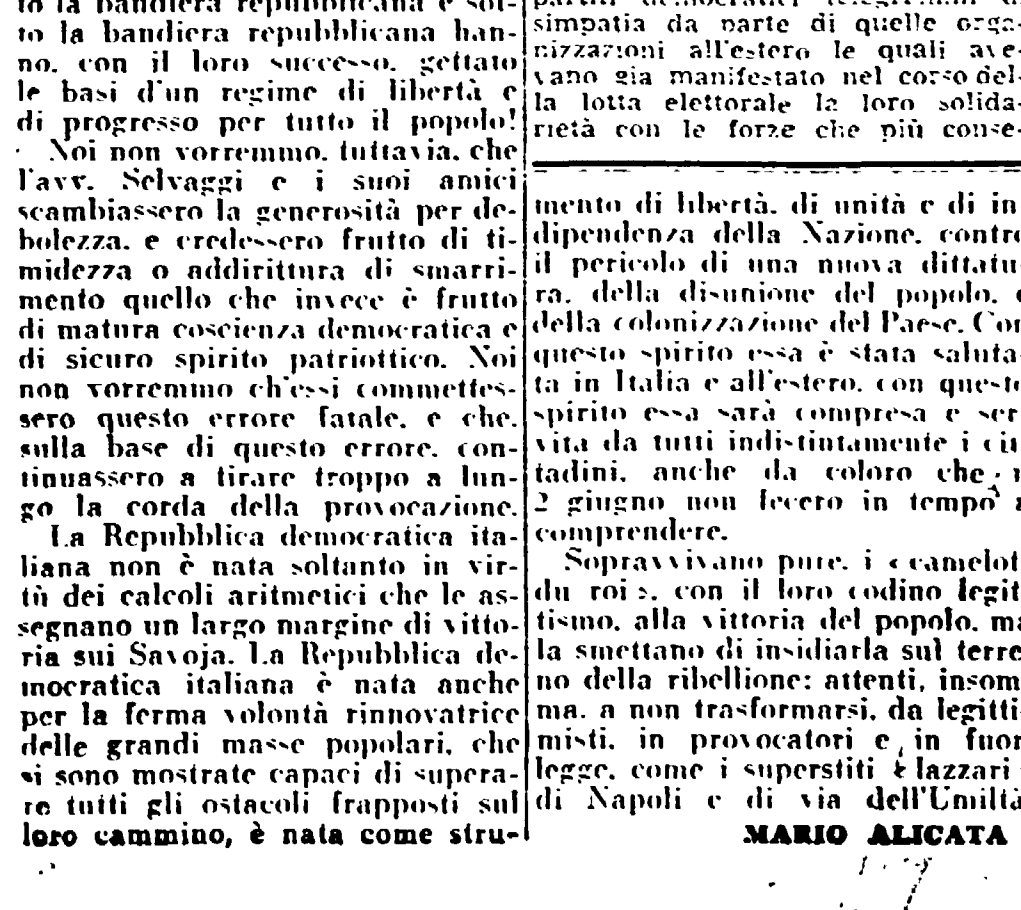 to la bandiera repubblicana e sot-
to la bandiera repubblicana han-
no, con il loro successo, gettato
le basi d'un regime di libertà e
di progresso per tutto il popolo!
Noi non vorremmo, tuttavia, che
l'avv. Selvaggi e i suoi amici
scambiassero la generosità per de-
bolezza, e credessero frutto di ti-
midezza o addirittura di smarri-
mento quello che invece è frutto
di matura coscienza democratica e
di sicuro spirito patriottico. Noi
non vorremmo ch'essi commettes-
sero questo errore fatale, e che,
sulla base di questo errore, con-
tinuassero a tirare troppo a lun-
go la corda della provocazione.
La Repubblica democratica ita-
liana non è nata soltanto in vir-
tù dei calcoli aritmetici che le as-
segnano un largo margine di vitto-
ria sui Savoja. La Repubblica de-
mocratica italiana è nata anche
per la ferma volontà rinnovatrice
delle grandi masse popolari, che
si sono mostrate capaci di supera-
re tutti gli ostacoli frapposti sul
loro cammino, è nata come stru-
partiti democratici telegrammi di
simpatia da parte di quelle orga-
nizzazioni all'estero le quali ave-
vano già manifestato nel corso del-
la lotta elettorale la loro solida-
rietà con le forze che più conse-
mento di libertà, di unità e di in
dipendenza della Nazione, contro
il pericolo di una nuova dittatu-
ra, della disunione del popolo, e
della colonizzazione del Paese. Con
questo spirito essa è stata saluta-
ta in Italia e all'estero, con questo
spirito essa sarà compresa e ser
vita da tutti indistintamente i cit
tadini, anche da coloro che
2 giugno non fecero in tempo a
comprendere.
Sopravvivano pure, i « camelot
du roi », con il loro codino legit
tismo, alla vittoria del popolo, ma
la smettano di insidiarla sul terre
no della ribellione: attenti, insom
ma, a non trasformarsi, da legitti
misti, in provocatori e in fuor
legge, come i superstiti lazzari
di Napoli e di via dell'Umiltà
MARIO ALICATA